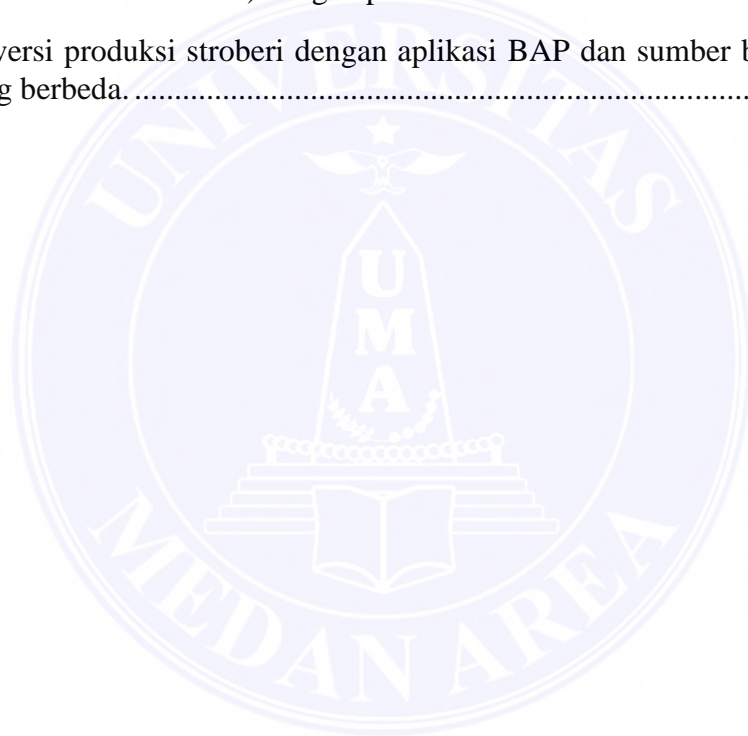 versi produksi stroberi dengan aplikasi BAP dan sumber b
g berbeda. ..............................................................................
UNIVERSITAS
U
M
A
MEDAN AREA